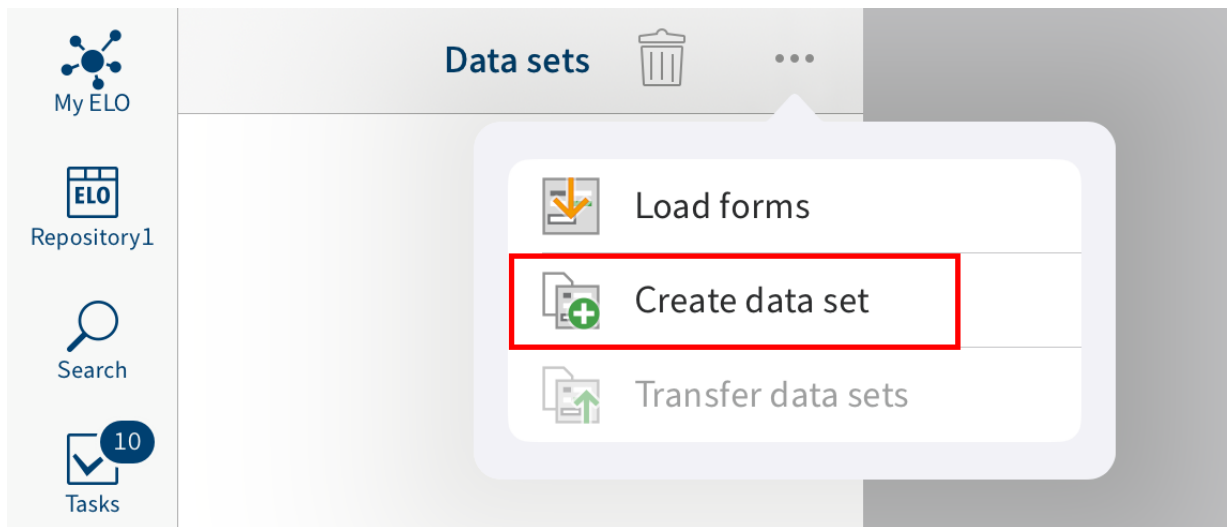 My ELO
ELO
Repository1
Search
10
Tasks
Data sets
Load forms
Create data set
Transfer data sets